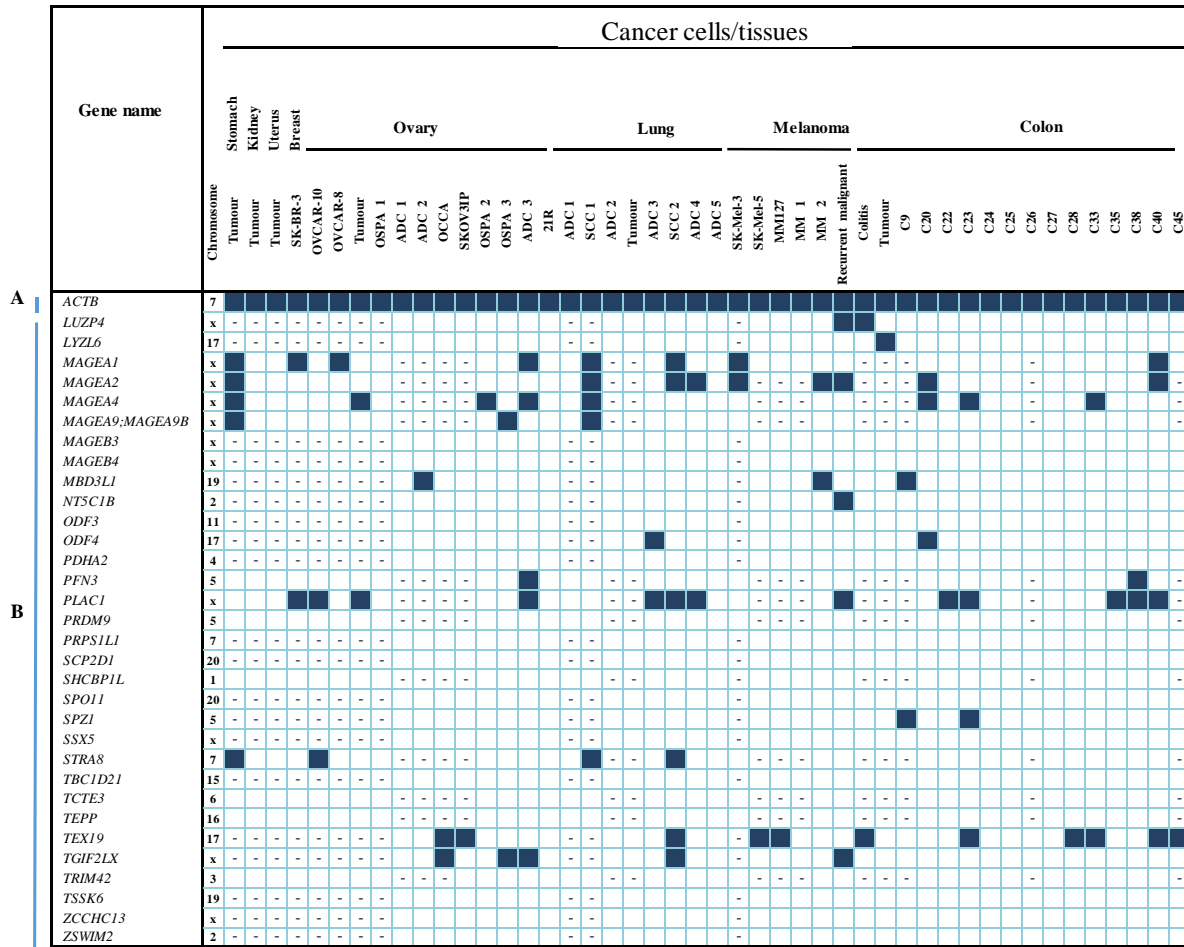 Cancer cells/tissues
Gene name
Chromosome
Stomach
Kidney
Uterus
Breast
Ovary
Lung
Melanoma
Colon
Tumour
Tumour
Tumour
SK-BR-3
OVCAR-10
OVCAR-8
Tumour
OSPA 1
ADC 1
ADC 2
OCCA
SKOV3IP
OSPA 2
OSPA 3
ADC 3
2IR
ADC 1
SCC 1
ADC 2
Tumour
ADC 3
SCC 2
ADC 4
ADC 5
SK-Mel-3
SK-Mel-5
MM127
MM 1
MM 2
Recurrent malignant
Colitis
Tumour
C9
C20
C22
C23
C24
C25
C26
C27
C28
C33
C35
C38
C40
C45
A
ACTB 7
LUZP4 x - - - - - - - - - - -
LYZL6 17 - - - - - - - - - - -
MAGEA1 x - - - - - - - - - -
MAGEA2 x - - - - - - - - - - - - -
MAGEA4 x - - - - - - - - - - - - - -
MAGEA9;MAGEA9B x - - - - - - - - - - - - - -
MAGEB3 x - - - - - - - - - - -
MAGEB4 x - - - - - - - - - - -
MBD3L1 19 - - - - - - - - - - -
NT5C1B 2 - - - - - - - - - - -
ODF3 11 - - - - - - - - - - -
ODF4 17 - - - - - - - - - - -
PDHA2 4 - - - - - - - - - - -
PFN3 5 - - - - - - - - - - - - - -
B
PLAC1 x - - - - - - - - - - - - - -
PRDM9 5 - - - - - - - - - - - - - -
PRPS1L1 7 - - - - - - - - - - -
SCP2D1 20 - - - - - - - - - - -
SHCBP1L 1 - - - - - - - - - - - - - -
SPO11 20 - - - - - - - - - - -
SPZ1 5 - - - - - - - - - - -
SSX5 x - - - - - - - - - - -
STRA8 7 - - - - - - - - - - - - - -
TBC1D21 15 - - - - - - - - - - -
TCTE3 6 - - - - - - - - - - - - - -
TEPP 16 - - - - - - - - - - - - - -
TEX19 17 - - - - - - - - - - -
TGIF2LX x - - - - - - - - - - -
TRIM42 3 - - - - - - - - - - - - -
TSSK6 19 - - - - - - - - - - -
ZCCHC13 x - - - - - - - - - - -
ZSWIM2 2 - - - - - - - - - - -